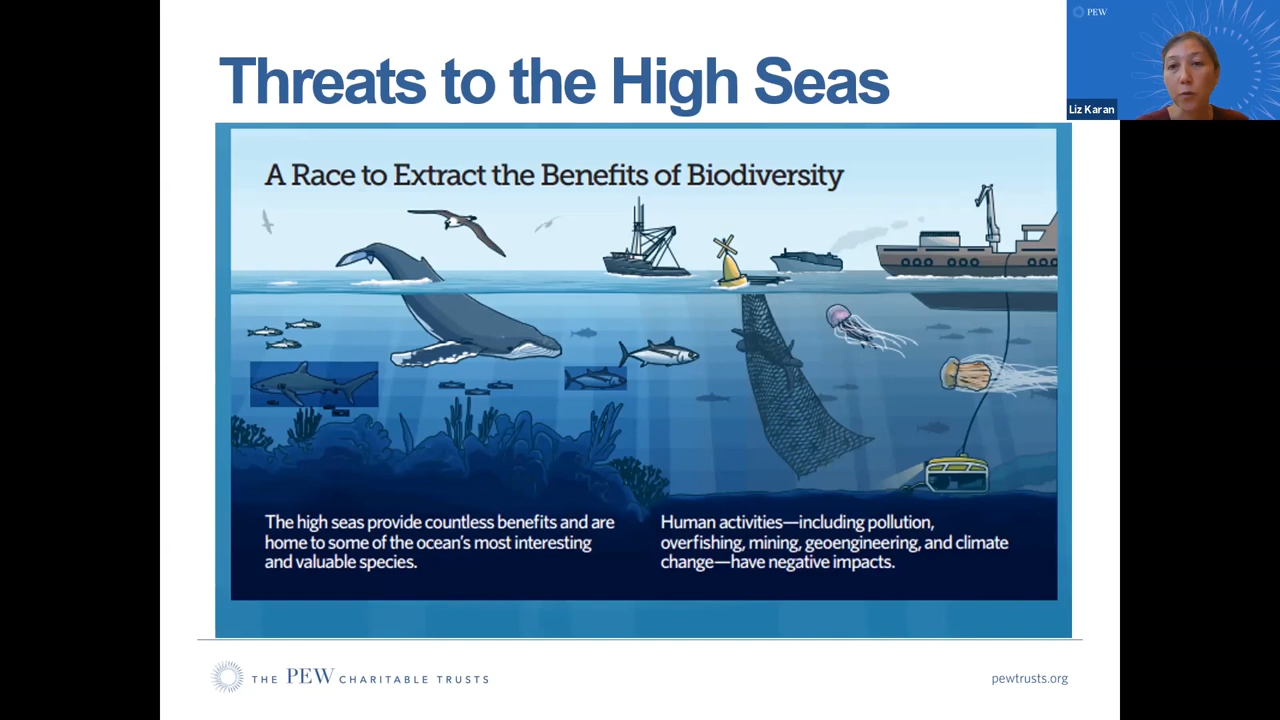 PEW
Liz Karan
Threats to the High Seas
A Race to Extract the Benefits of Biodiversity
The high seas provide countless benefits and are
home to some of the ocean's most interesting
and valuable species.
Human activities—including pollution,
overfishing, mining, geoengineering, and climate
change—have negative impacts.
THE PEW CHARITABLE TRUSTS
pewtrusts.org